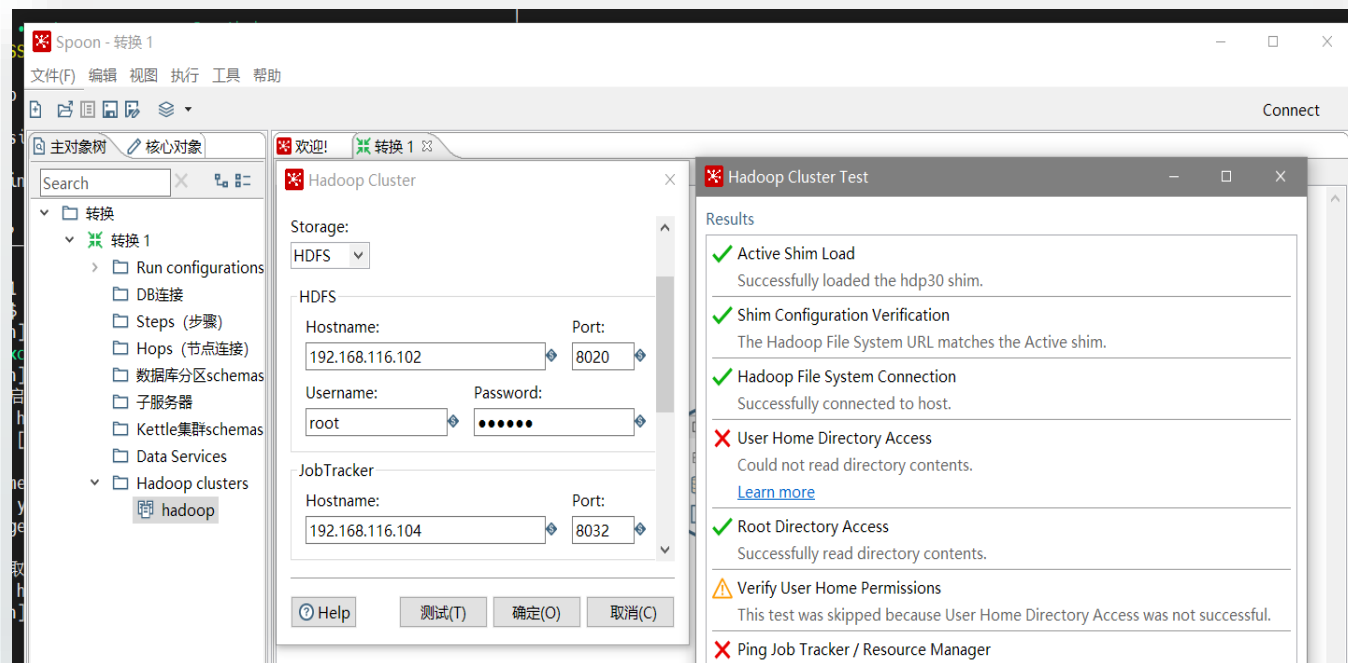 Spoon - 转换 1
文件(F) 编辑 视图 执行 工具 帮助
Connect
主对象树 核心对象
欢迎! 转换 1
Search
转换
转换 1
Run configurations
DB连接
Steps（步骤）
Hops（节点连接）
数据库分区schemas
子服务器
Kettle集群schemas
Data Services
Hadoop clusters
hadoop
Hadoop Cluster
Storage:
HDFS
HDFS
Hostname: Port:
192.168.116.102 8020
Username: Password:
root ●●●●●●
JobTracker
Hostname: Port:
192.168.116.104 8032
Help 测试(T) 确定(O) 取消(C)
Hadoop Cluster Test
Results
Active Shim Load
Successfully loaded the hdp30 shim.
Shim Configuration Verification
The Hadoop File System URL matches the Active shim.
Hadoop File System Connection
Successfully connected to host.
User Home Directory Access
Could not read directory contents.
Learn more
Root Directory Access
Successfully read directory contents.
Verify User Home Permissions
This test was skipped because User Home Directory Access was not successful.
Ping Job Tracker / Resource Manager